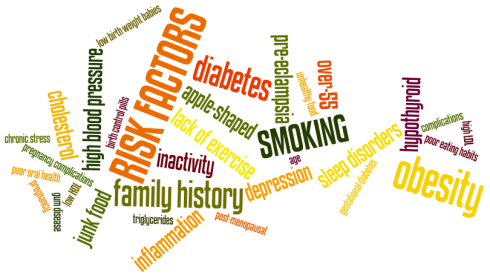 low birth weight babies
RISK FACTORS
high blood pressure
birth control pills
cholesterol
chronic stress
pregnancy complications
poor oral health
pregnancy
gum disease
low HDL
junk food
diabetes
apple-shaped
lack of exercise
inactivity
family history
triglycerides
inflammation
post-menopausal
pre-eclampsia
unhealthy food
over-55
SMOKING
age
depression
sleep disorders
gestational diabetes
hypothyroid
complications
high LDL
poor eating habits
obesity